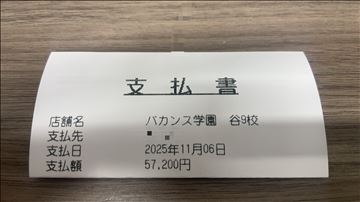 支払書
店舗名 バカンス学園 谷9校
支払先
支払日 2025年11月06日
支払額 57,200円